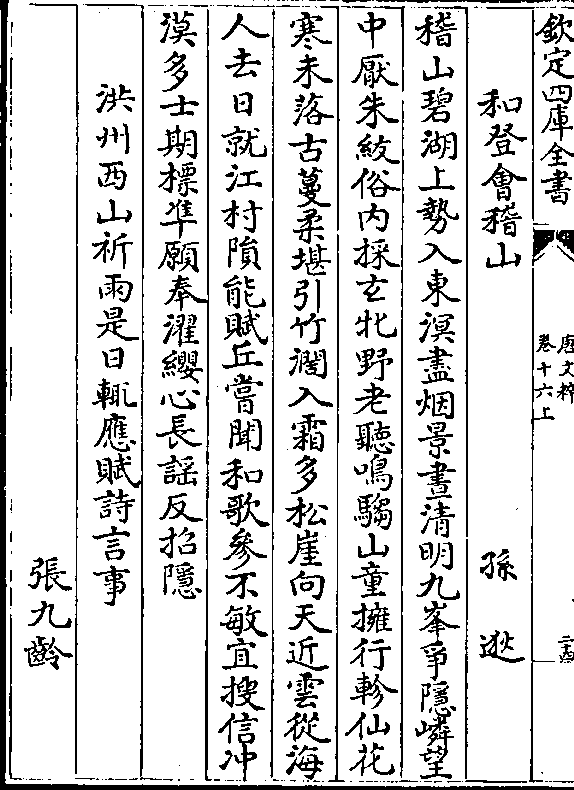 欽定四庫全書
唐文粹
卷十六上
和登會稽山
孫逖
稽山碧湖上勢入東溟盡烟景晝清明九峯爭隱嶙望
中厭朱紱俗内採玄牝野老聽鳴騶山童擁行軫仙花
寒未落古蔓柔堪引竹澗入霜多松崖向天近雲從海
人去日就江村隕能賦丘嘗聞和歌參不敏宜搜信冲
漠多士期標準願奉濯纓心長謡反招隱
洪州西山祈雨是日輒應賦詩言事
張九齡